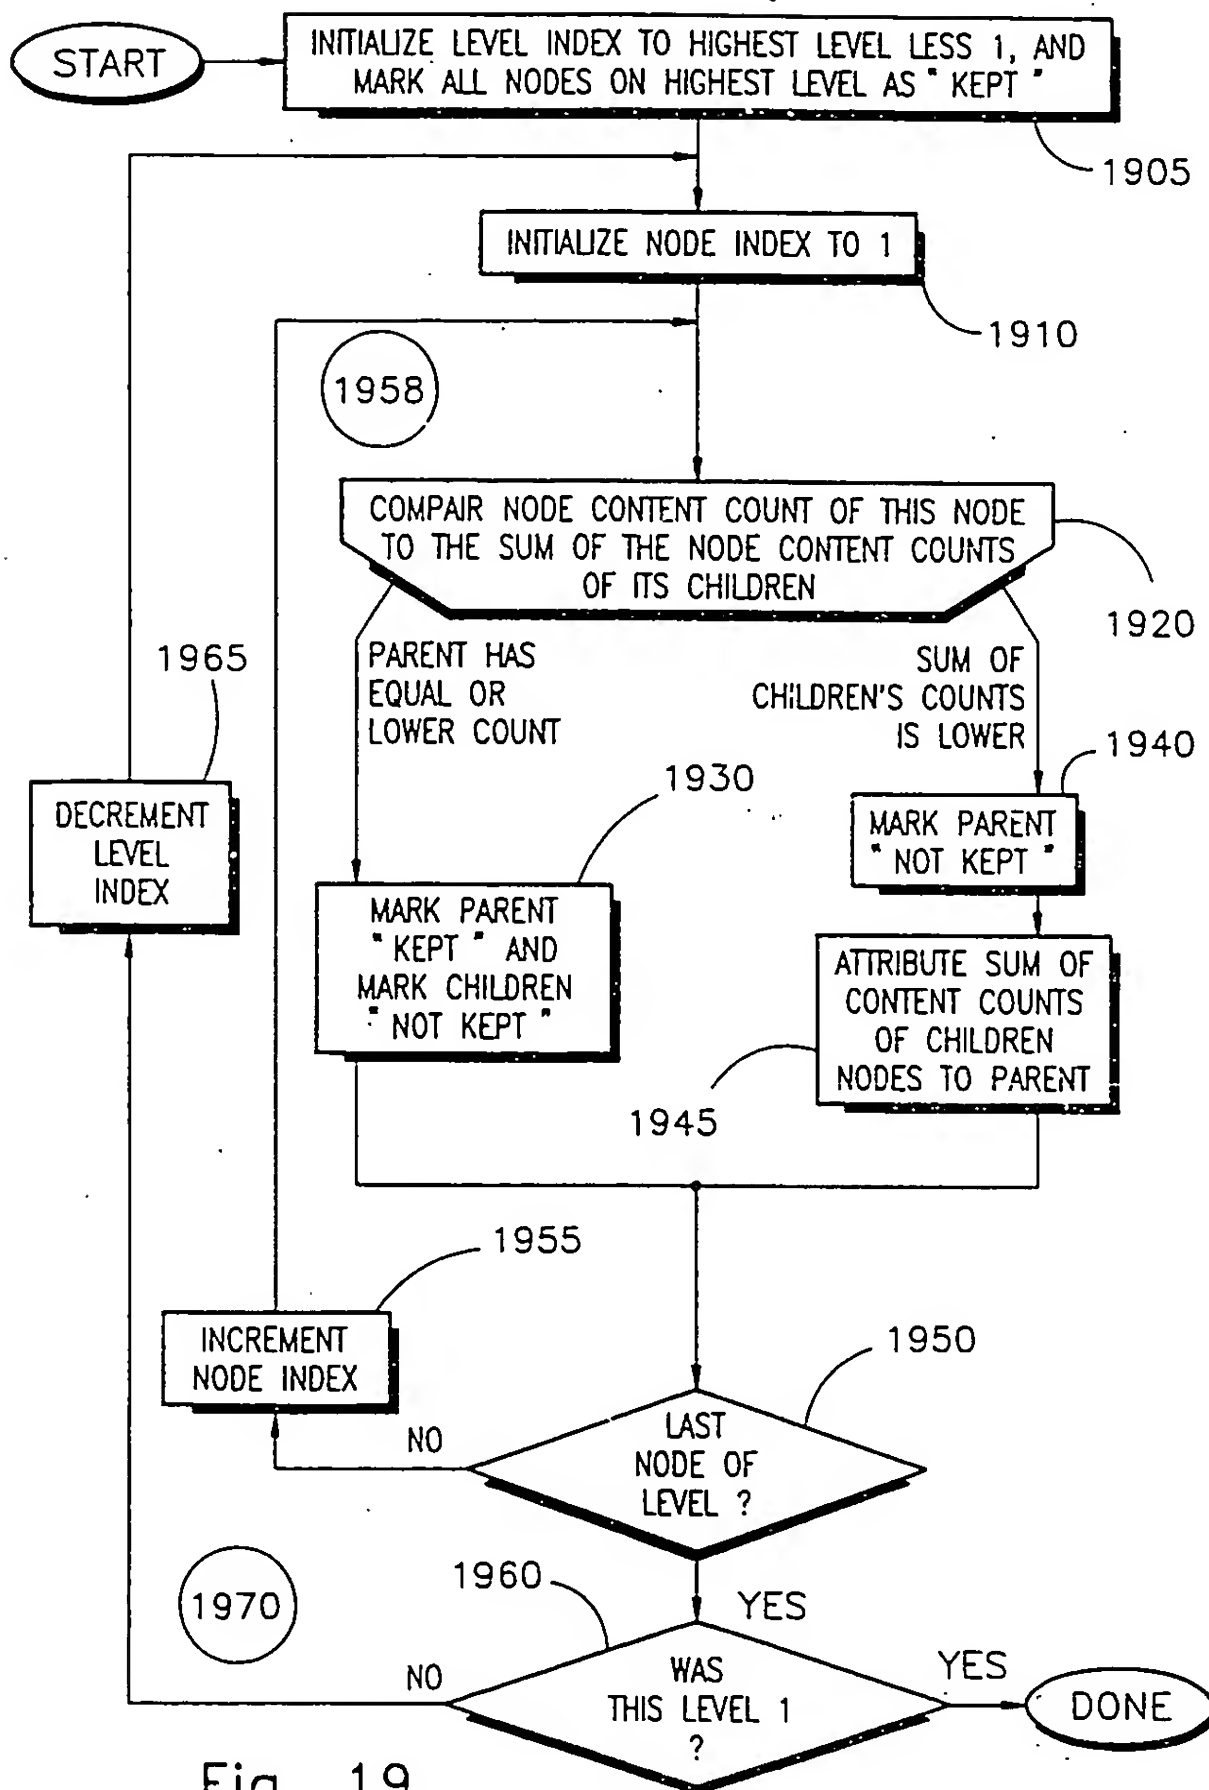 START
INITIALIZE LEVEL INDEX TO HIGHEST LEVEL LESS 1, AND
MARK ALL NODES ON HIGHEST LEVEL AS "KEPT"
1905
INITIALIZE NODE INDEX TO 1
1910
1958
COMPAIR NODE CONTENT COUNT OF THIS NODE
TO THE SUM OF THE NODE CONTENT COUNTS
OF ITS CHILDREN
1920
PARENT HAS
EQUAL OR
LOWER COUNT
SUM OF
CHILDREN'S COUNTS
IS LOWER
1965
DECREMENT
LEVEL
INDEX
1930
MARK PARENT
"KEPT" AND
MARK CHILDREN
"NOT KEPT"
1940
MARK PARENT
"NOT KEPT"
ATTRIBUTE SUM OF
CONTENT COUNTS
OF CHILDREN
NODES TO PARENT
1945
1955
INCREMENT
NODE INDEX
1950
LAST
NODE OF
LEVEL ?
NO
YES
1960
1970
WAS
THIS LEVEL 1
?
NO
YES
DONE
Fig. 19